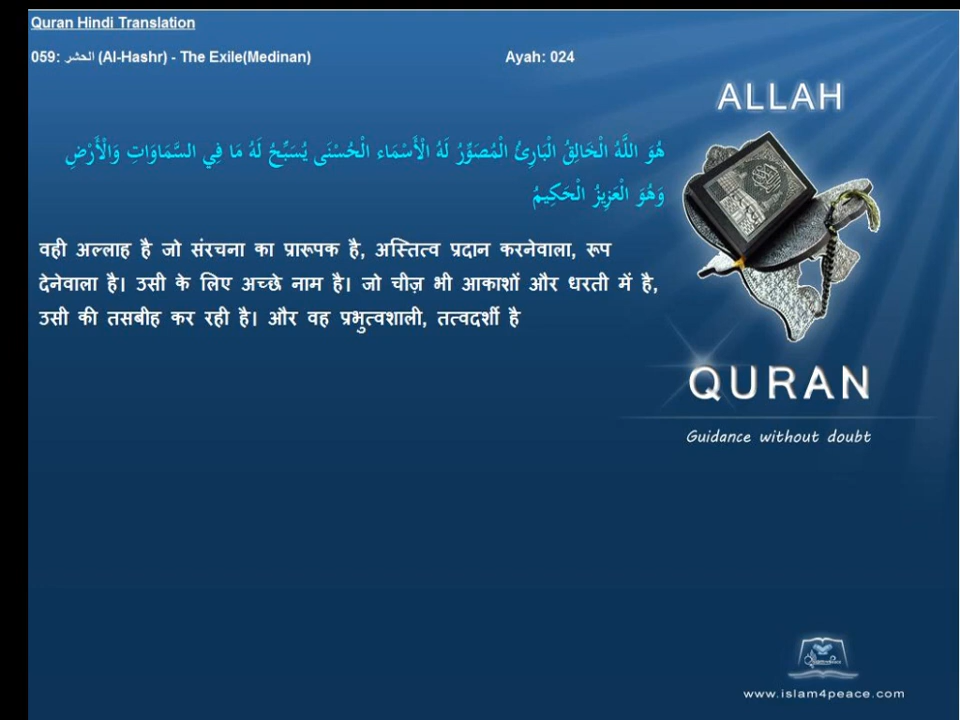 Quran Hindi Translation
059: الحشر (Al-Hashr) - The Exile(Medinan)
Ayah: 024
ALLAH
هُوَ اللَّهُ الْخَالِقُ الْبَارِئُ الْمُصَوِّرُ لَهُ الْأَسْمَاء الْحُسْنَى يُسَبِّحُ لَهُ مَا فِي السَّمَاوَاتِ وَالْأَرْضِ
وَهُوَ الْعَزِيزُ الْحَكِيمُ
वही अल्लाह है जो संरचना का प्रारूपक है, अस्तित्व प्रदान करनेवाला, रूप
देनेवाला है। उसी के लिए अच्छे नाम है। जो चीज़ भी आकाशों और धरती में है,
उसी की तसबीह कर रही है। और वह प्रभुत्वशाली, तत्वदर्शी है
QURAN
Guidance without doubt
www.islam4peace.com